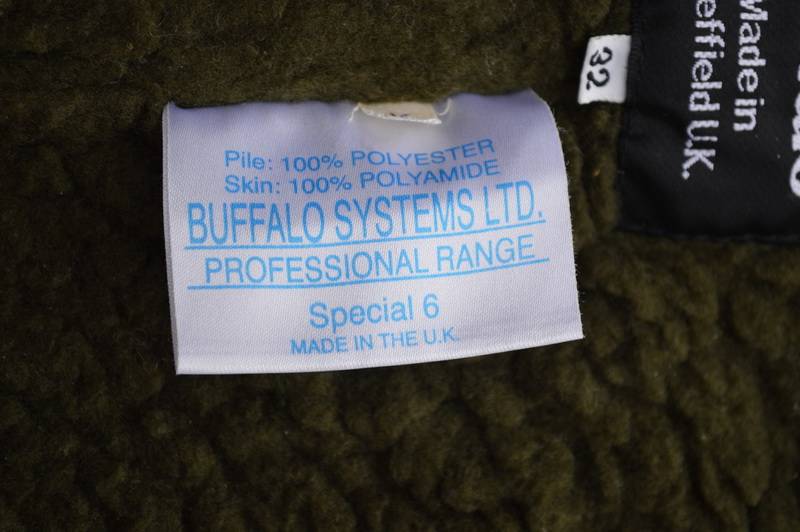 Pile: 100% POLYESTER
Skin: 100% POLYAMIDE
BUFFALO SYSTEMS LTD.
PROFESSIONAL RANGE
Special 6
MADE IN THE U.K.
32
Made in
effield U.K.